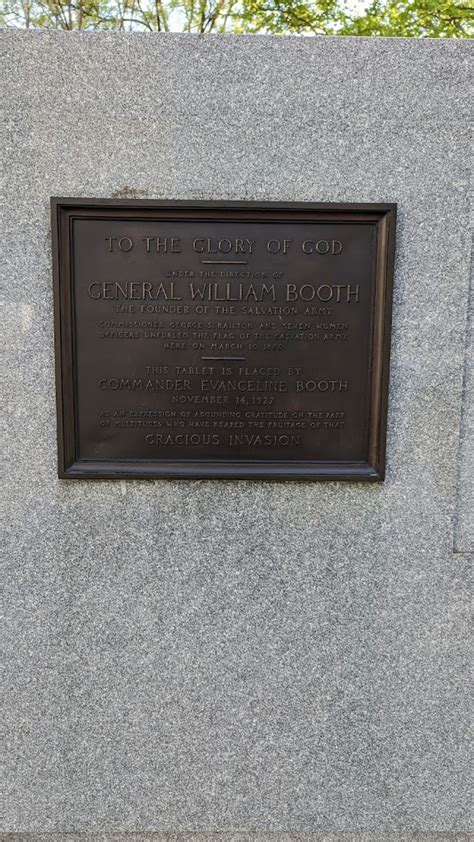 TO THE GLORY OF GOD
UNDER THE DIRECTION OF
GENERAL WILLIAM BOOTH
THE FOUNDER OF THE SALVATION ARMY
COMMISSIONER GEORGE S. RAILTON AND SEVEN WOMEN
OFFICERS UNFURLED THE FLAG OF THE SALVATION ARMY
HERE ON MARCH 10,
THIS TABLET IS PLACED BY
COMMANDER EVANGELINE BOOTH
NOVEMBER 14, 1927
AS AN EXPRESSION OF ABOUNDING GRATITUDE ON THE PART
OF MULTITUDES WHO HAVE REAPED THE FRUITAGE OF THAT
GRACIOUS INVASION